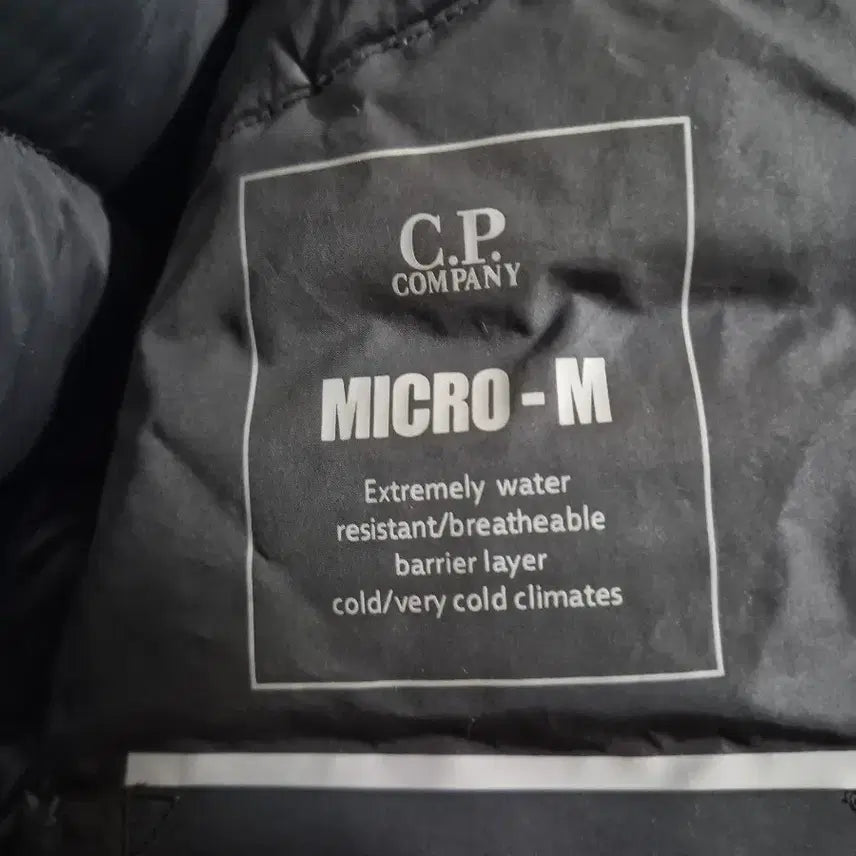 C.P.
COMPANY
MICRO-M
Extremely water
resistant/breatheable
barrier layer
cold/very cold climates